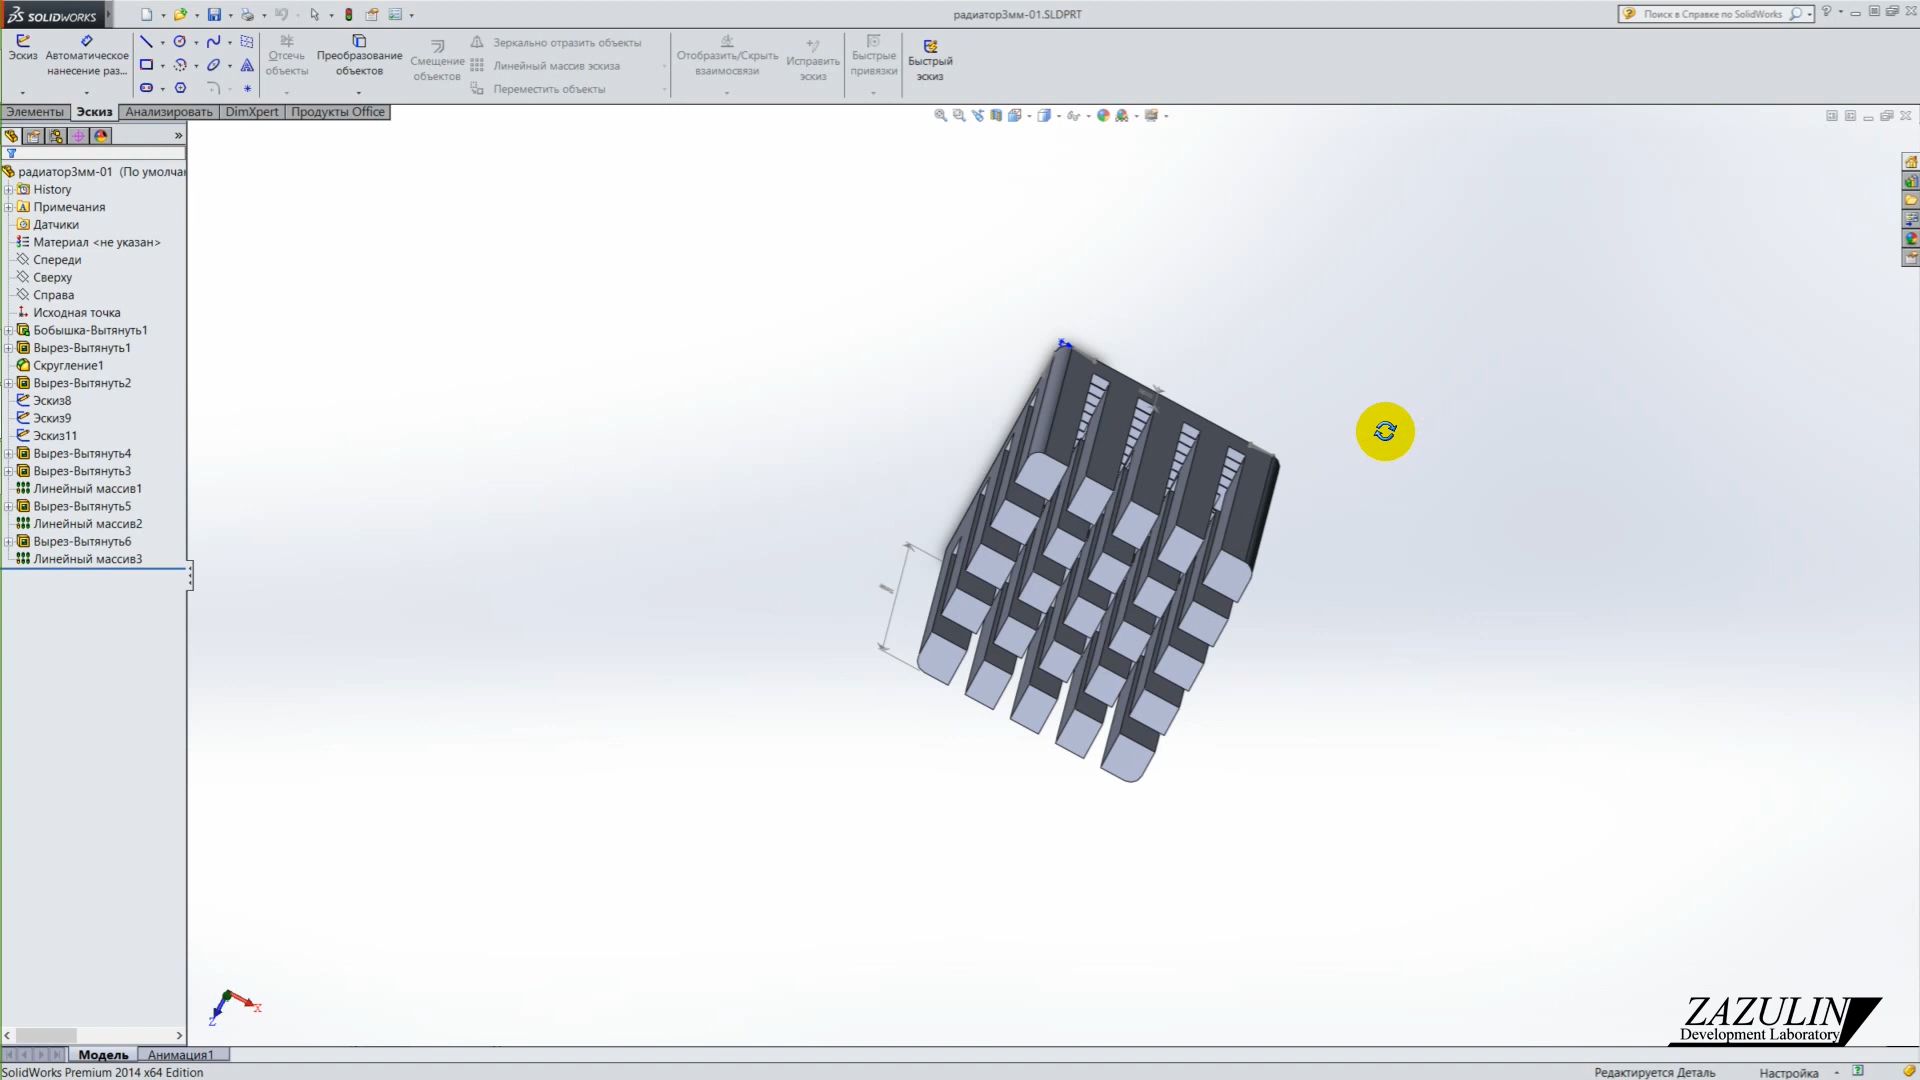 SOLIDWORKS
радиатор3мм-01.SLDPRT
Поиск в Справке по SolidWorks
Эскиз
Автоматическое
нанесение раз...
Отсечь
объекты
Преобразование
объектов
Смещение
объектов
Зеркально отразить объекты
Линейный массив эскиза
Переместить объекты
Отобразить/Скрыть
взаимосвязи
Исправить
эскиз
Быстрые
привязки
Быстрый
эскиз
Элементы
Эскиз
Анализировать
DimXpert
Продукты Office
радиатор3мм-01 (По умолча
History
Примечания
Датчики
Материал <не указан>
Спереди
Сверху
Справа
Исходная точка
Бобышка-Вытянуть1
Вырез-Вытянуть1
Скругление1
Вырез-Вытянуть2
Эскиз8
Эскиз9
Эскиз11
Вырез-Вытянуть4
Вырез-Вытянуть3
Линейный массив1
Вырез-Вытянуть5
Линейный массив2
Вырез-Вытянуть6
Линейный массив3
X
Z
ZAZULIN
Development Laboratory
Модель
Анимация1
SolidWorks Premium 2014 x64 Edition
Редактируется Деталь
Настройка